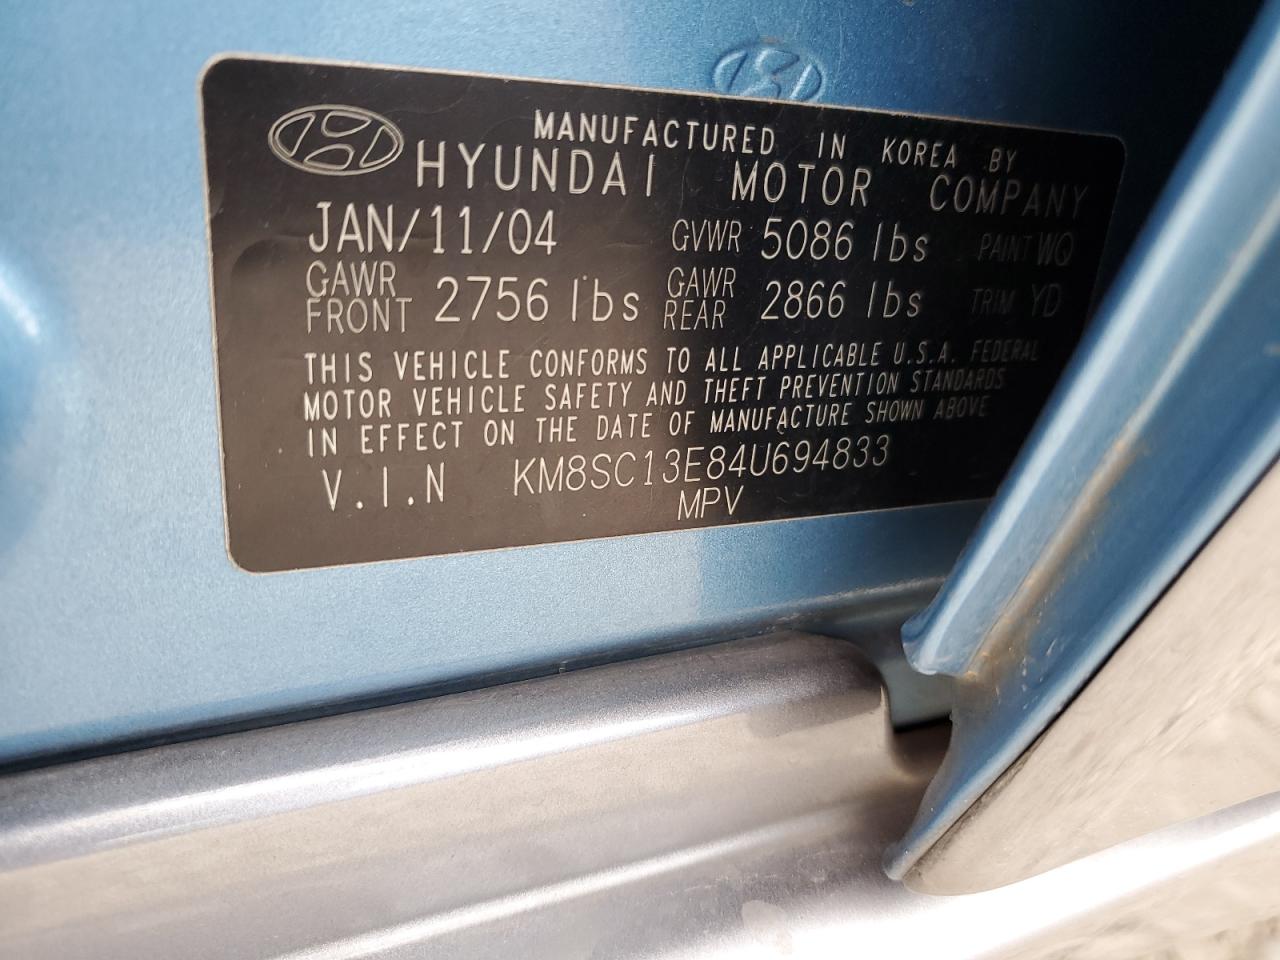 MANUFACTURED IN KOREA BY
HYUNDAI MOTOR COMPANY
JAN/11/04 GVWR 5086 lbs PAINT WQ
GAWR FRONT 2756 lbs GAWR REAR 2866 lbs TRIM YD
THIS VEHICLE CONFORMS TO ALL APPLICABLE U.S.A. FEDERAL
MOTOR VEHICLE SAFETY AND THEFT PREVENTION STANDARDS
IN EFFECT ON THE DATE OF MANUFACTURE SHOWN ABOVE
V.I.N KM8SC13E84U694833
MPV